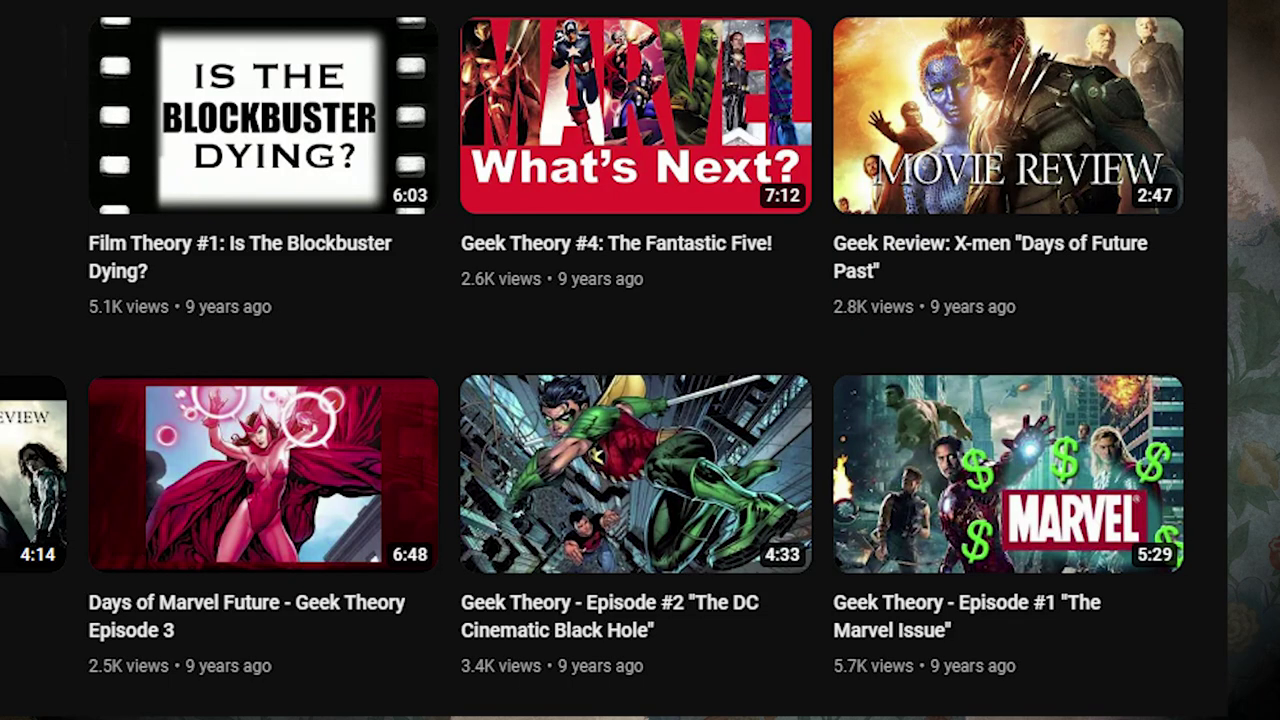 IS THE
BLOCKBUSTER
DYING?
6:03
MARVEL
What's Next?
7:12
MOVIE REVIEW
2:47
Film Theory #1: Is The Blockbuster
Dying?
5.1K views • 9 years ago
Geek Theory #4: The Fantastic Five!
2.6K views • 9 years ago
Geek Review: X-men "Days of Future
Past"
2.8K views • 9 years ago
EVIEW
4:14
6:48
4:33
MARVEL
5:29
$
$
$
$
$
Days of Marvel Future - Geek Theory
Episode 3
2.5K views • 9 years ago
Geek Theory - Episode #2 "The DC
Cinematic Black Hole"
3.4K views • 9 years ago
Geek Theory - Episode #1 "The
Marvel Issue"
5.7K views • 9 years ago